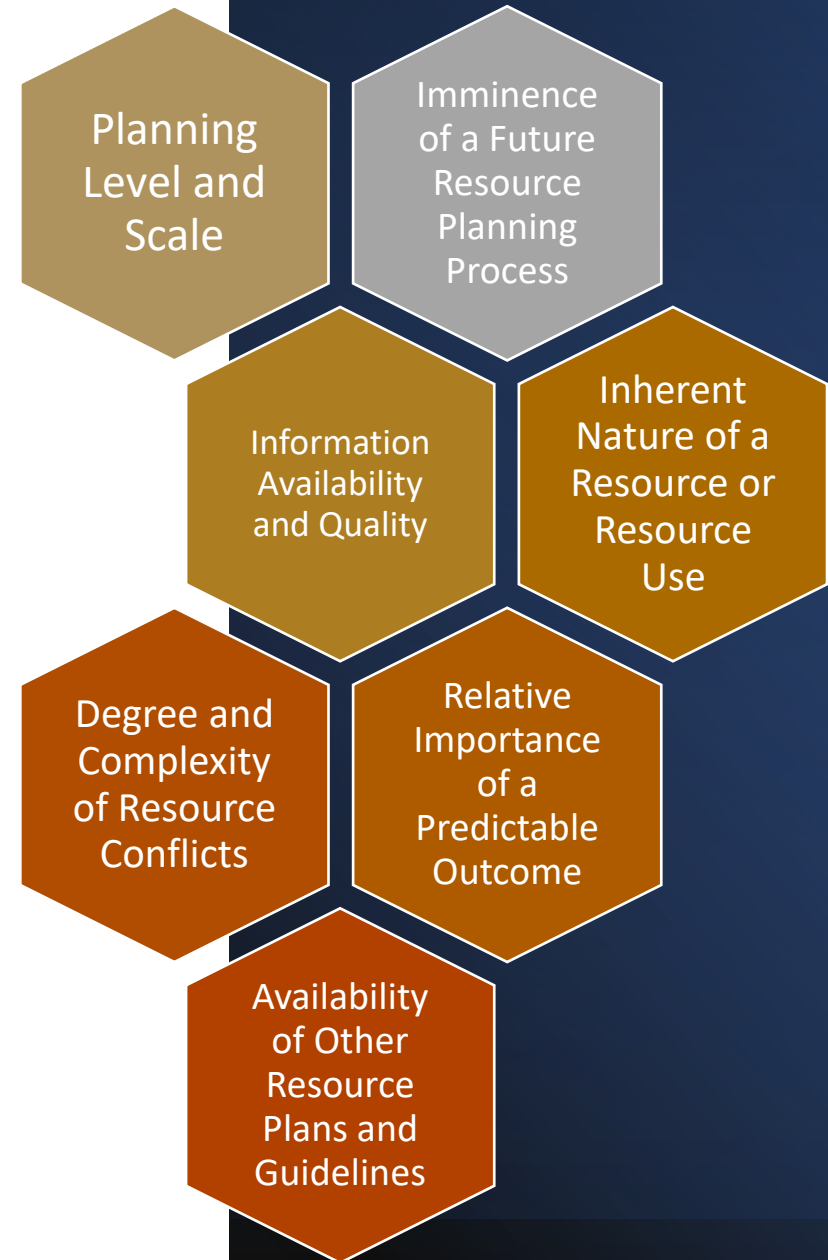 Planning
Level and
Scale
Imminence
of a Future
Resource
Planning
Process
Information
Availability
and Quality
Inherent
Nature of a
Resource or
Resource
Use
Degree and
Complexity
of Resource
Conflicts
Relative
Importance
of a
Predictable
Outcome
Availability
of Other
Resource
Plans and
Guidelines